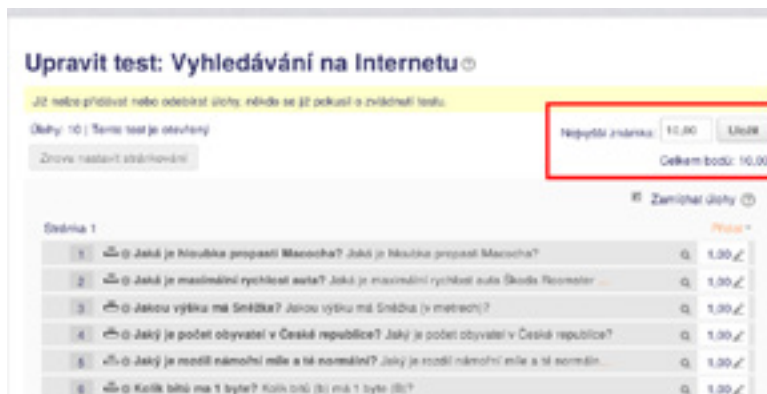 Upravit test: Vyhledávání na Internetu
Již nelze přidávat nebo odebírat úlohy, někdo se již pokusil o zvládnutí testu.
Úlohy: 10 | Tento test je otevřený
Nejvyšší známka: 10,00 Uložit
Znovu nastavit stránkování
Celkem bodů: 10,00
Zamíchat úlohy
Stránka 1
Přidat
1 Jaká je hloubka propasti Macocha? Jaká je hloubka propasti Macocha? 1,00
2 Jaká je maximální rychlost auta? Jaká je maximální rychlost auta Škoda Roomster ... 1,00
3 Jakou výšku má Sněžka? Jakou výšku má Sněžka (v metrech)? 1,00
4 Jaký je počet obyvatel v České republice? Jaký je počet obyvatel v České republice? 1,00
5 Jaký je rozdíl námořní míle a té normální? Jaký je rozdíl námořní míle a té normáln... 1,00
6 Kolik bitů ma 1 byte? Kolik bitů (b) má 1 byte (B)? 1,00